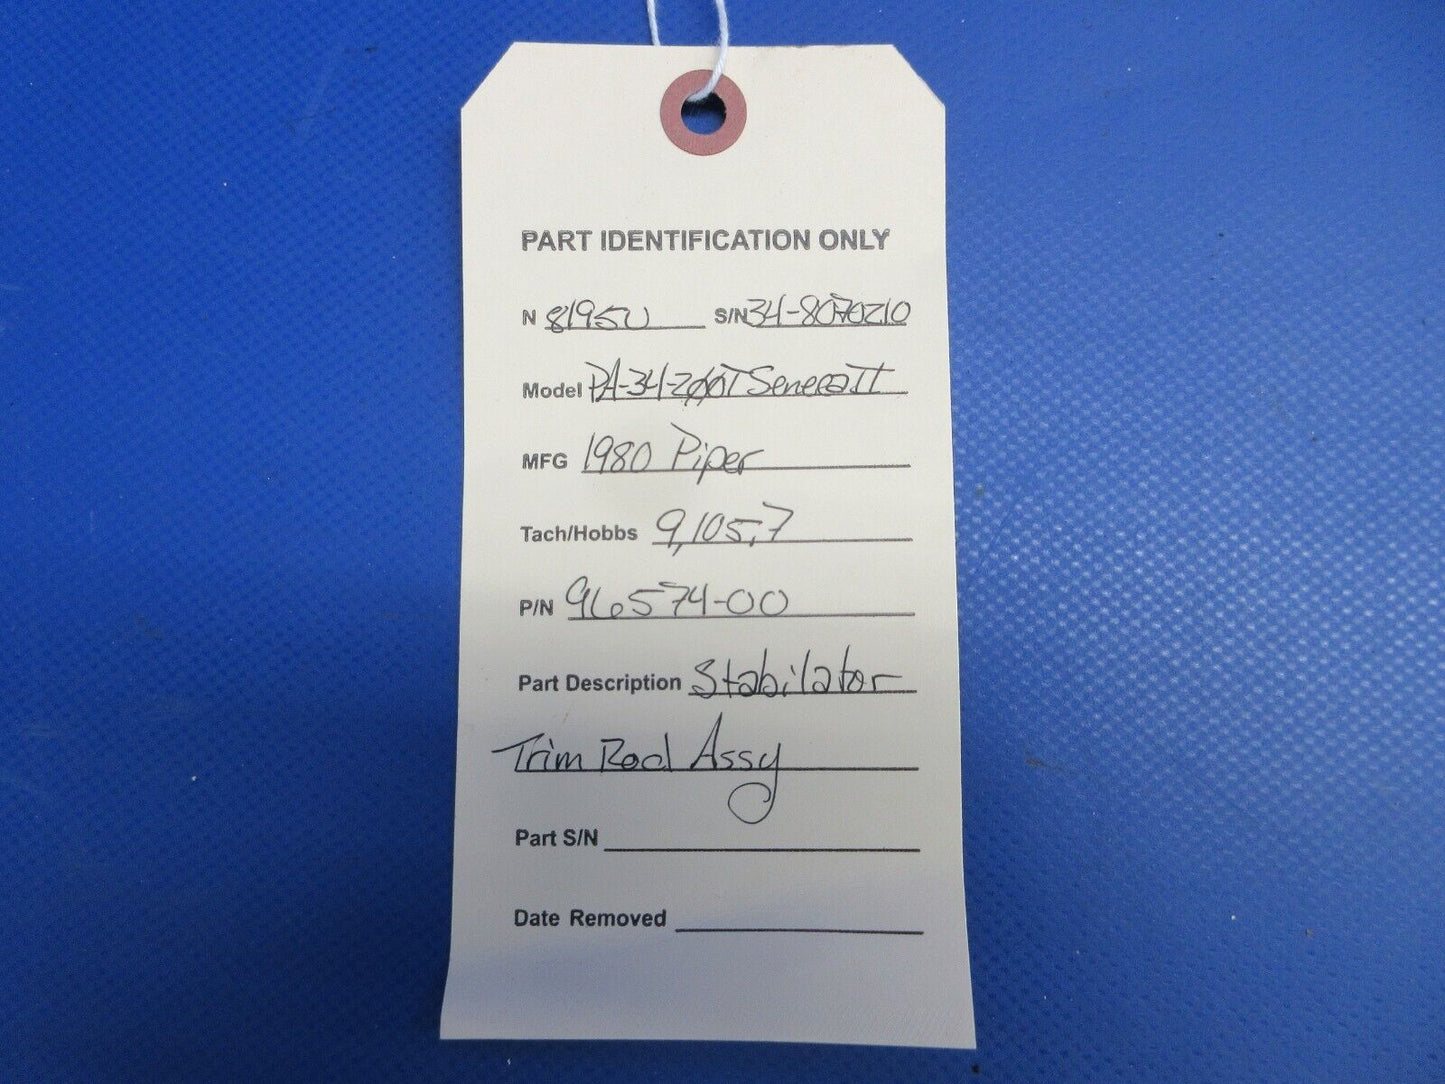 PART IDENTIFICATION ONLY
N 8195U S/N 34-8070210
Model PA-34-200T Seneca II
MFG 1980 Piper
Tach/Hobbs 9,105.7
P/N 96574-00
Part Description Stabilator
Trim Rod Assy
Part S/N
Date Removed